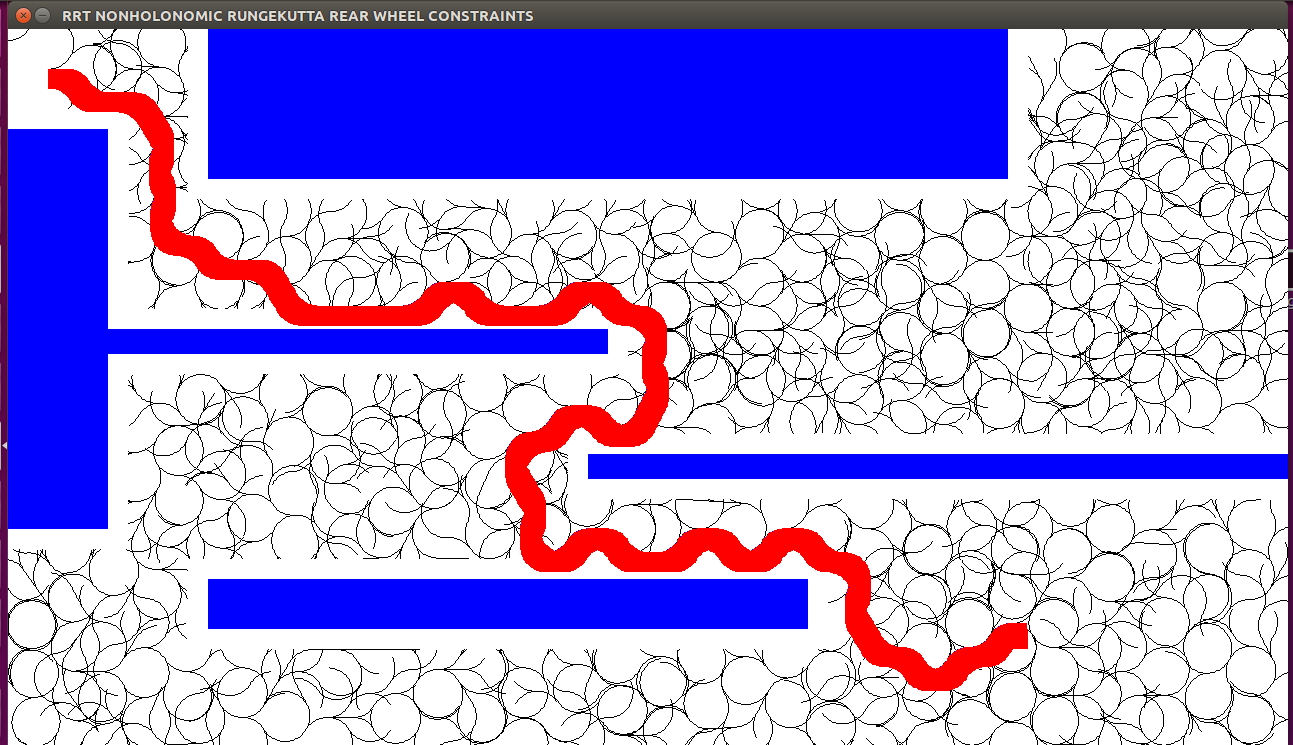 RRT NONHOLONOMIC RUNGEKUTTA REAR WHEEL CONSTRAINTS